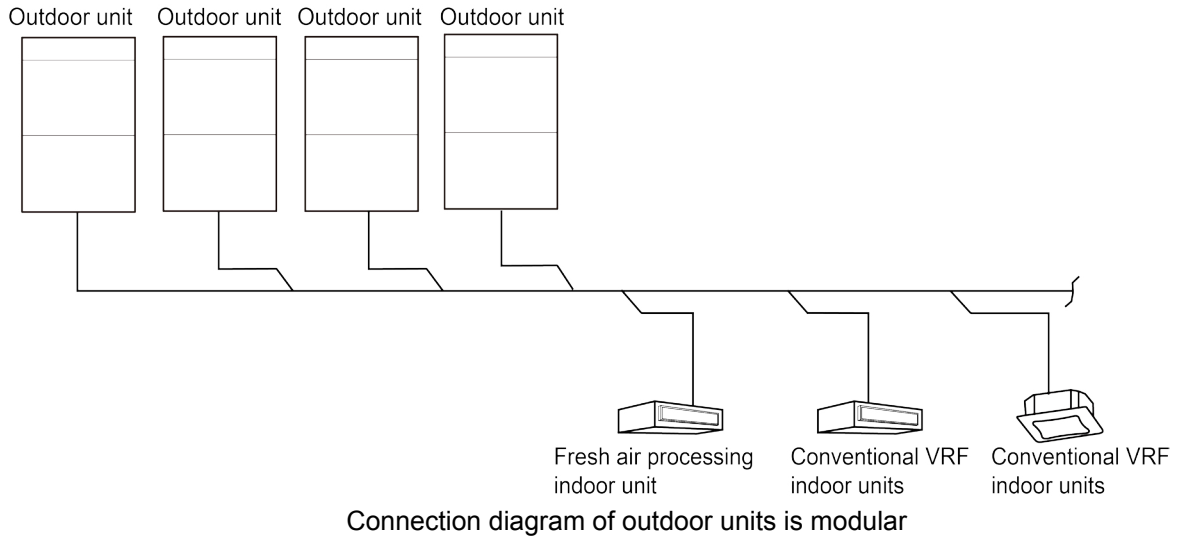 Outdoor unit Outdoor unit Outdoor unit Outdoor unit
Fresh air processing
indoor unit
Conventional VRF
indoor units
Conventional VRF
indoor units
Connection diagram of outdoor units is modular